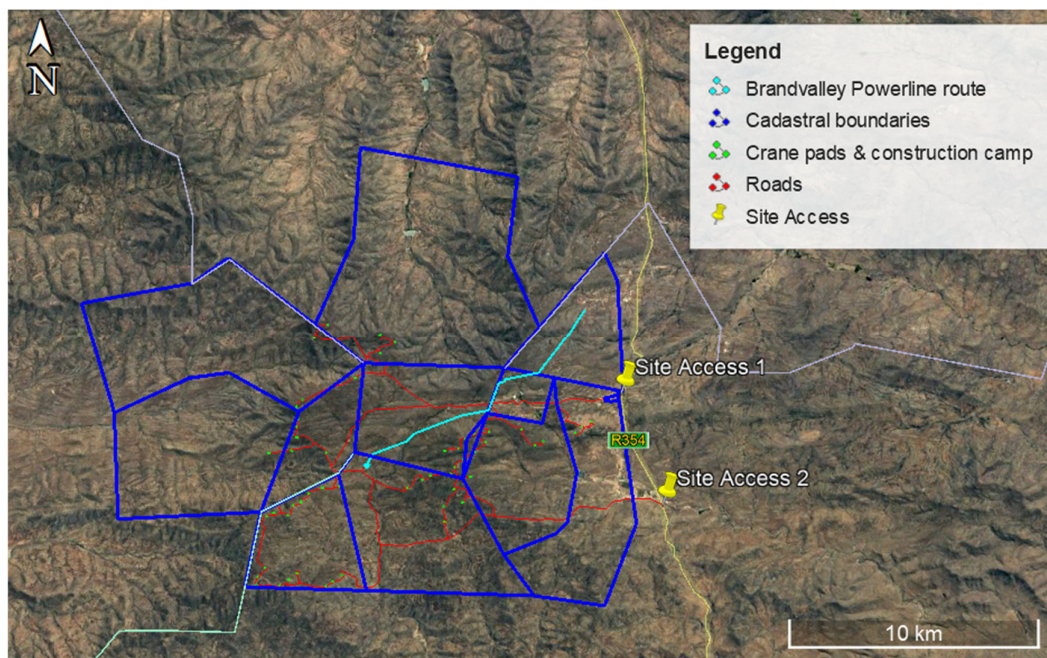 N
Legend
Brandvalley Powerline route
Cadastral boundaries
Crane pads & construction camp
Roads
Site Access
Site Access 1
R354
Site Access 2
10 km